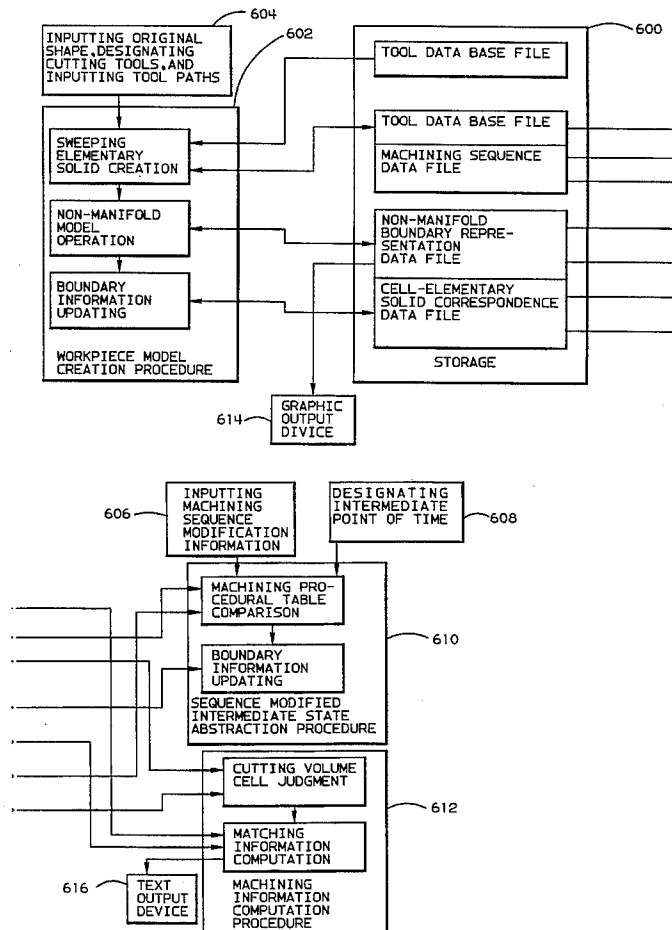 604
INPUTTING ORIGINAL
SHAPE,DESIGNATING
CUTTING TOOLS,AND
INPUTTING TOOL PATHS
602
SWEEPING
ELEMENTARY
SOLID CREATION
NON-MANIFOLD
MODEL
OPERATION
BOUNDARY
INFORMATION
UPDATING
WORKPIECE MODEL
CREATION PROCEDURE
600
TOOL DATA BASE FILE
TOOL DATA BASE FILE
MACHINING SEQUENCE
DATA FILE
NON-MANIFOLD
BOUNDARY REPRE-
SENTATION
DATA FILE
CELL-ELEMENTARY
SOLID CORRESPONDENCE
DATA FILE
STORAGE
614
GRAPHIC
OUTPUT
DIVICE
606
INPUTTING
MACHINING
SEQUENCE
MODIFICATION
INFORMATION
DESIGNATING
INTERMEDIATE
POINT OF TIME
608
MACHINING PRO-
CEDURAL TABLE
COMPARISON
BOUNDARY
INFORMATION
UPDATING
SEQUENCE MODIFIED
INTERMEDIATE STATE
ABSTRACTION PROCEDURE
610
CUTTING VOLUME
CELL JUDGMENT
MATCHING
INFORMATION
COMPUTATION
612
616
TEXT
OUTPUT
DEVICE
MACHINING
INFORMATION
COMPUTATION
PROCEDURE